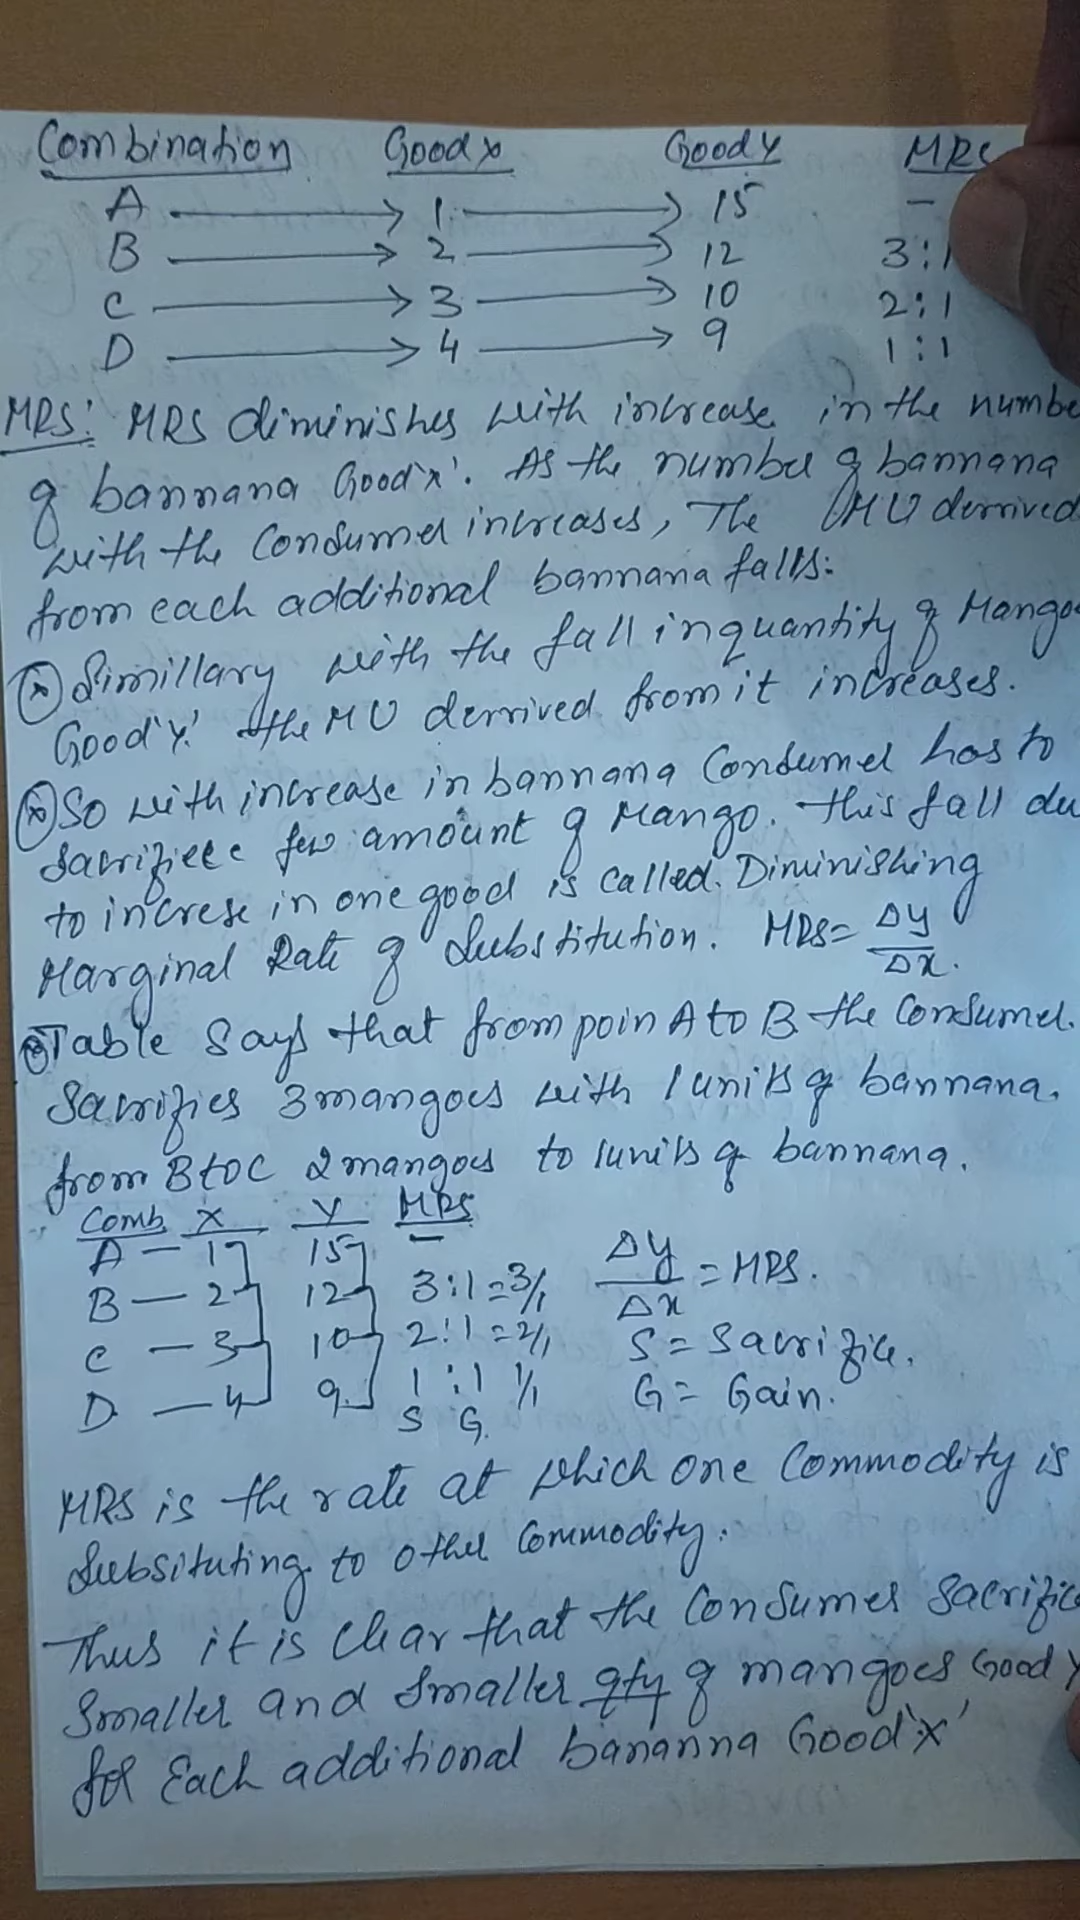 Combination Good x Good y MRS
A → 1 → 15 —
B → 2 → 12 3:1
C → 3 → 10 2:1
D → 4 → 9 1:1
MRS: MRS diminishes with increase in the numbe
of bannana Good 'x'. As the number of bannana
with the Consumer increases, The MU derrived
from each additional bannana falls:
Simillary with the fall in quantity of Mango
Good 'y' the MU derrived from it increases.
So with increase in bannana Consumer has to
few amount of Mango. this fall du
to increse in one good is called Diminishing
Marginal Rate of Substitution. MRS= Δy/Δx.
Table Says that from poin A to B the Consumer.
Sacrifies 3 mangoes with 1 units of bannana.
from B to C 2 mangoes to 1 units of bannana.
Comb X Y MRS
A — 1 15 —
B — 2 12 3:1 = 3/1 Δy/Δx = MRS.
C — 3 10 2:1 = 2/1 S = Sacrifice.
D — 4 9 1:1 1/1 G = Gain.
S G.
MRS is the rate at which one Commodity is
Subsituting to other Commodity.
Thus it is clear that the Consumer Sacrific
Smaller and Smaller qty of mangoes Good y
for Each additional bananna Good 'x'